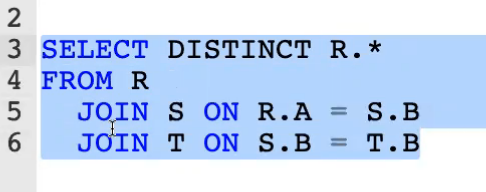 2
3 SELECT DISTINCT R.*
4 FROM R
5 JOIN S ON R.A = S.B
6 JOIN T ON S.B = T.B